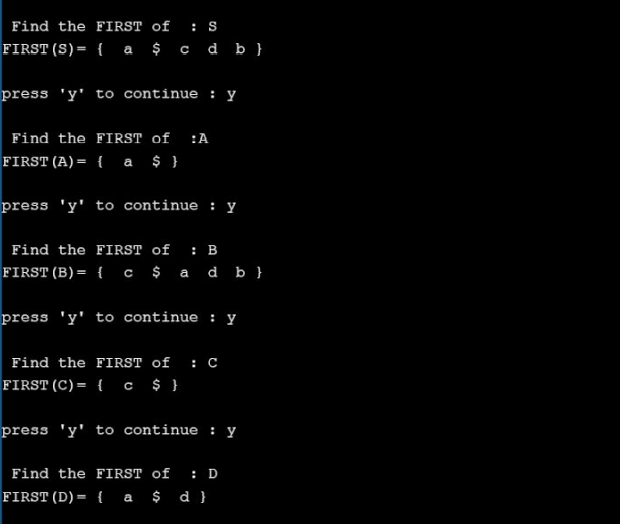 Find the FIRST of : S
FIRST(S)= { a $ c d b }
press 'y' to continue : y
Find the FIRST of :A
FIRST(A)= { a $ }
press 'y' to continue : y
Find the FIRST of : B
FIRST(B)= { c $ a d b }
press 'y' to continue : y
Find the FIRST of : C
FIRST(C)= { c $ }
press 'y' to continue : y
Find the FIRST of : D
FIRST(D)= { a $ d }